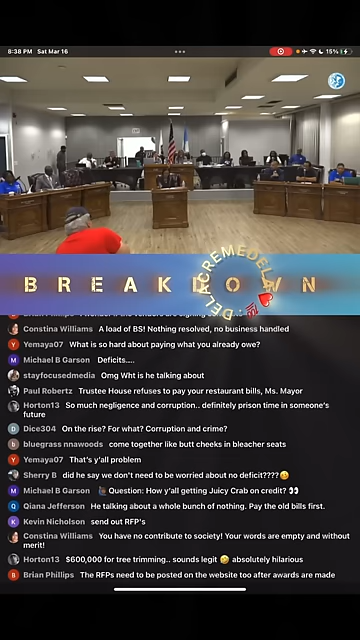 8:38 PM Sat Mar 16
15%
BREAKDOWN
DELACREMEDELA
Constina Williams A load of BS! Nothing resolved, no business handled
Yemaya07 What is so hard about paying what you already owe?
M Michael B Garson Deficits....
stayfocusedmedia Omg Wht is he talking about
Paul Robertz Trustee House refuses to pay your restaurant bills, Ms. Mayor
Horton13 So much negligence and corruption.. definitely prison time in someone's
future
D Dice304 On the rise? For what? Corruption and crime?
b bluegrass nnawoods come together like butt cheeks in bleacher seats
Yemaya07 That's y'all problem
Sherry B did he say we don't need to be worried about no deficit????
M Michael B Garson Question: How y'all getting Juicy Crab on credit?
Q Qiana Jefferson He talking about a whole bunch of nothing. Pay the old bills first.
K Kevin Nicholson send out RFP's
Constina Williams You have no contribute to society! Your words are empty and without
merit!
Horton13 $600,000 for tree trimming.. sounds legit absolutely hilarious
B Brian Phillips The RFPs need to be posted on the website too after awards are made